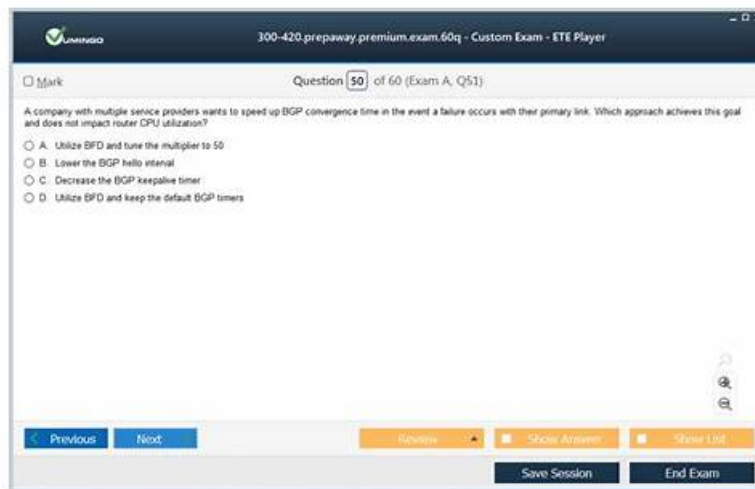 VUMINGO
300-420.prepaway.premium.exam.60q - Custom Exam - ETE Player
Mark
Question 50 of 60 (Exam A, Q51)
A company with multiple service providers wants to speed up BGP convergence time in the event a failure occurs with their primary link. Which approach achieves this goal
and does not impact router CPU utilization?
A. Utilize BFD and tune the multiplier to 50
B. Lower the BGP hello interval
C. Decrease the BGP keepalive timer
D. Utilize BFD and keep the default BGP timers
Previous
Next
Review
Show Answer
Show List
Save Session
End Exam